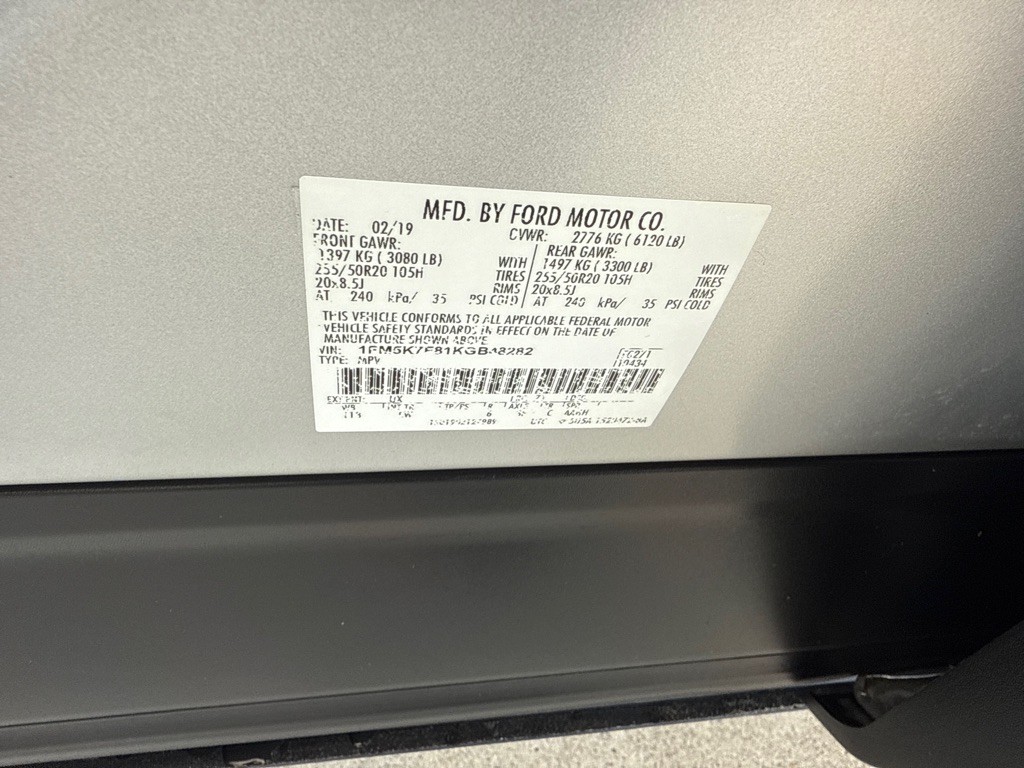 MFD. BY FORD MOTOR CO.
DATE: 02/19 GVWR: 2776 KG ( 6120 LB)
FRONT GAWR: REAR GAWR:
1397 KG ( 3080 LB) WITH 1497 KG ( 3300 LB) WITH
255/50R20 105H TIRES 255/50R20 105H TIRES
20x8.5J RIMS 20x8.5J RIMS
AT 240 kPa/ 35 PSI COLD AT 240 kPa/ 35 PSI COLD
THIS VEHICLE CONFORMS TO ALL APPLICABLE FEDERAL MOTOR
VEHICLE SAFETY STANDARDS IN EFFECT ON THE DATE OF
MANUFACTURE SHOWN ABOVE.
VIN:
TYPE: MPV